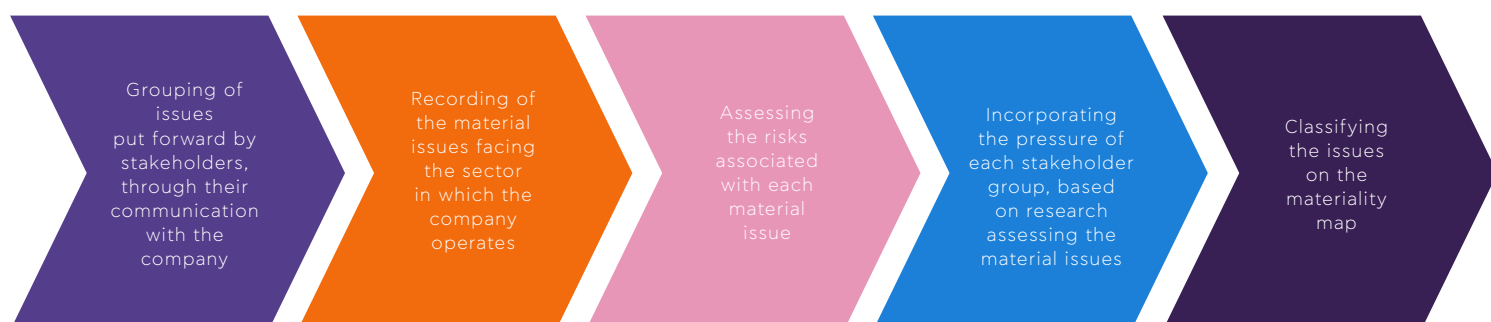 Grouping of
issues
put forward by
stakeholders,
through their
communication
with the
company
Recording of
the material
issues facing
the sector
in which the
company
operates
Assessing
the risks
associated
with each
material
issue
Incorporating
the pressure of
each stakeholder
group, based
on research
assessing the
material issues
Classifying
the issues
on the
materiality
map